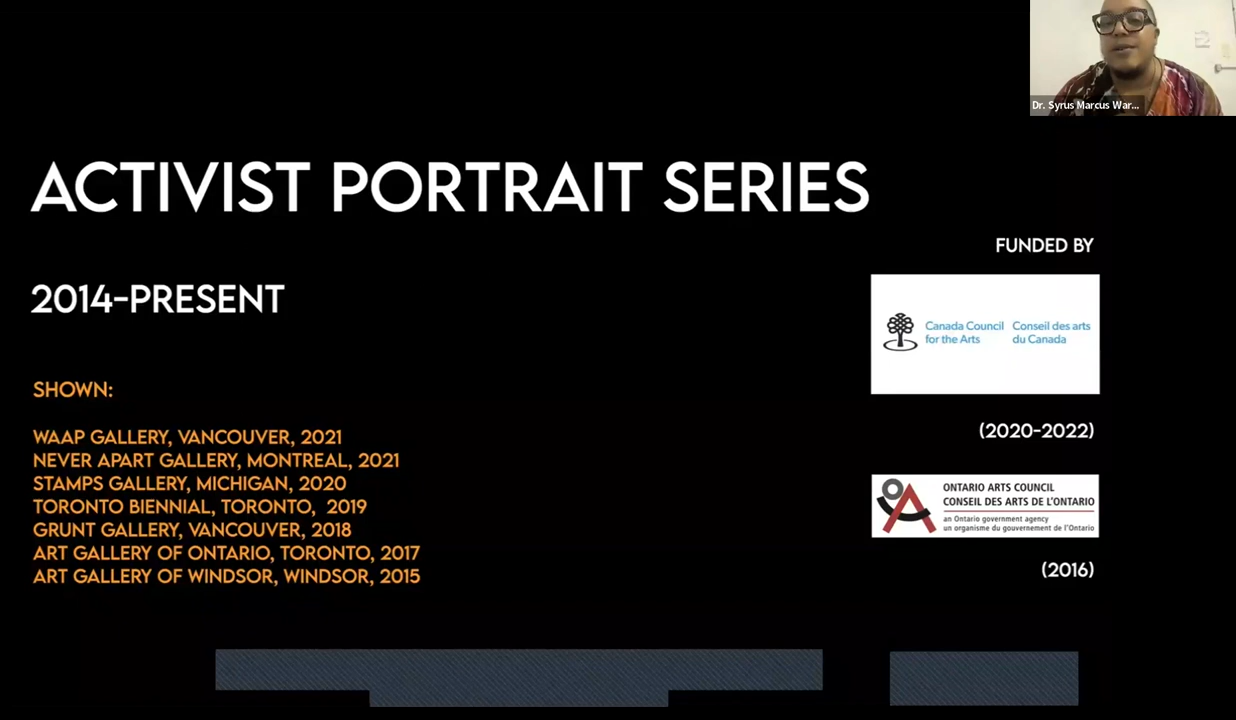 Dr. Syrus Marcus War...
ACTIVIST PORTRAIT SERIES
2014-PRESENT
SHOWN:
WAAP GALLERY, VANCOUVER, 2021
NEVER APART GALLERY, MONTREAL, 2021
STAMPS GALLERY, MICHIGAN, 2020
TORONTO BIENNIAL, TORONTO, 2019
GRUNT GALLERY, VANCOUVER, 2018
ART GALLERY OF ONTARIO, TORONTO, 2017
ART GALLERY OF WINDSOR, WINDSOR, 2015
FUNDED BY
Canada Council for the Arts
Conseil des arts du Canada
(2020-2022)
ONTARIO ARTS COUNCIL
CONSEIL DES ARTS DE L'ONTARIO
an Ontario government agency
un organisme du gouvernement de l'Ontario
(2016)